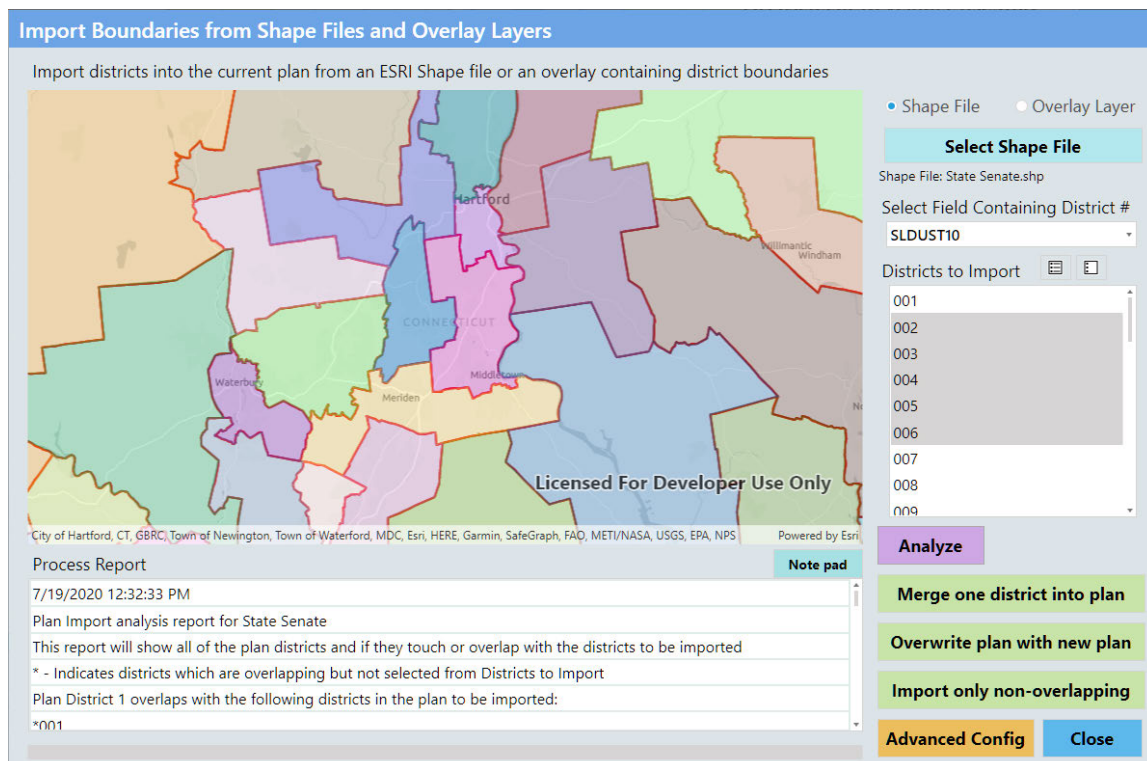 Import Boundaries from Shape Files and Overlay Layers
Import districts into the current plan from an ESRI Shape file or an overlay containing district boundaries
Shape File
Overlay Layer
Select Shape File
Shape File: State Senate.shp
Select Field Containing District #
SLDUST10
Districts to Import
001
002
003
004
005
006
007
008
009
Hartford
Willimantic
Windham
CONNECTICUT
Waterbury
Middletown
Meriden
No
Licensed For Developer Use Only
City of Hartford, CT, GBRC, Town of Newington, Town of Waterford, MDC, Esri, HERE, Garmin, SafeGraph, FAO, METI/NASA, USGS, EPA, NPS
Powered by Esri
Analyze
Merge one district into plan
Overwrite plan with new plan
Import only non-overlapping
Advanced Config
Close
Process Report
Note pad
7/19/2020 12:32:33 PM
Plan Import analysis report for State Senate
This report will show all of the plan districts and if they touch or overlap with the districts to be imported
* - Indicates districts which are overlapping but not selected from Districts to Import
Plan District 1 overlaps with the following districts in the plan to be imported:
*001